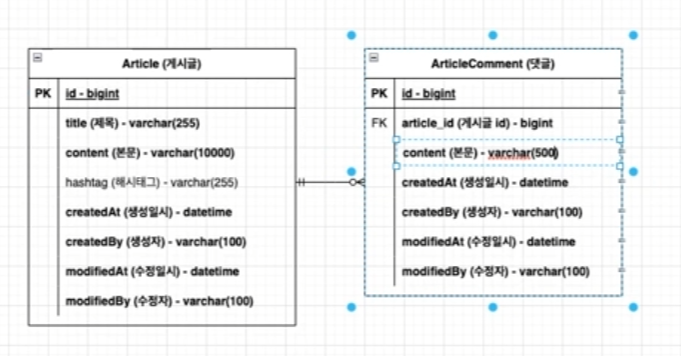 Article (게시글)
PK id - bigint
title (제목) - varchar(255)
content (본문) - varchar(10000)
hashtag (해시태그) - varchar(255)
createdAt (생성일시) - datetime
createdBy (생성자) - varchar(100)
modifiedAt (수정일시) - datetime
modifiedBy (수정자) - varchar(100)
ArticleComment (댓글)
PK id - bigint
FK article_id (게시글 id) - bigint
content (본문) - varchar(500)
createdAt (생성일시) - datetime
createdBy (생성자) - varchar(100)
modifiedAt (수정일시) - datetime
modifiedBy (수정자) - varchar(100)